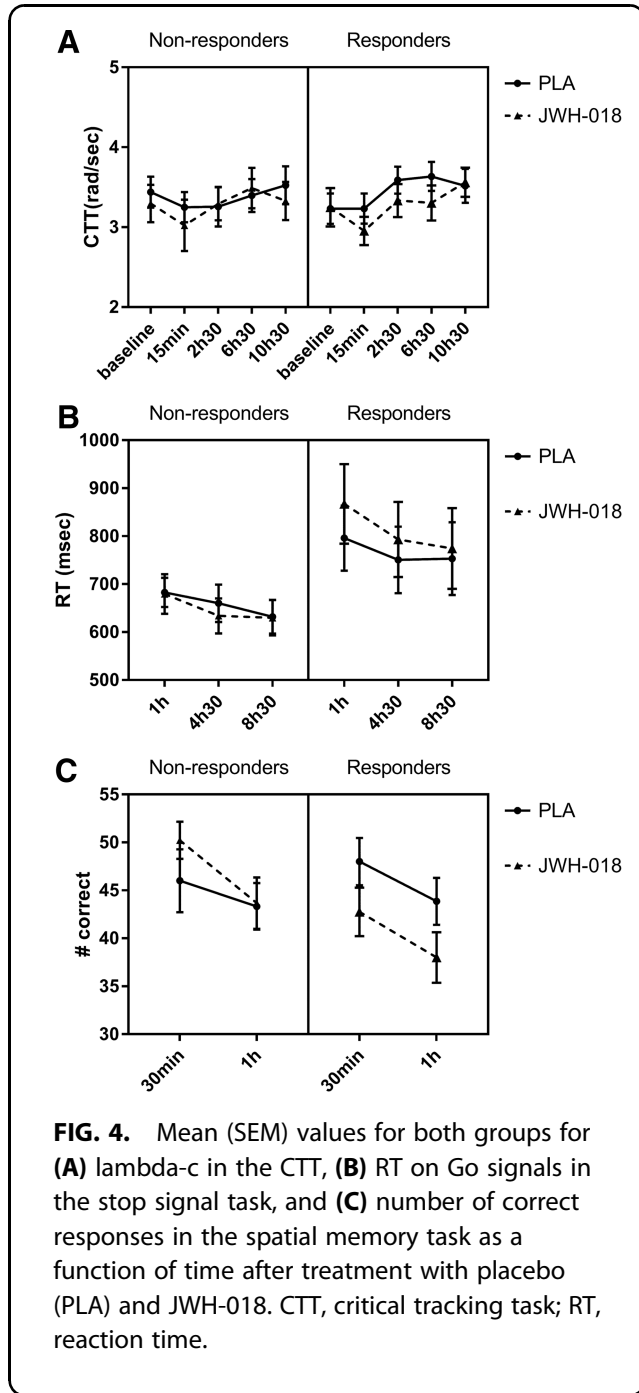 A
Non-responders Responders
5
4
3
2
CTT(rad/sec)
PLA
JWH-018
baseline 15min 2h30 6h30 10h30 baseline 15min 2h30 6h30 10h30
B
Non-responders Responders
1000
900
800
700
600
500
RT (msec)
PLA
JWH-018
1h 4h30 8h30 1h 4h30 8h30
C
Non-responders Responders
55
50
45
40
35
30
# correct
PLA
JWH-018
30min 1h 30min 1h
FIG. 4. Mean (SEM) values for both groups for
(A) lambda-c in the CTT, (B) RT on Go signals in
the stop signal task, and (C) number of correct
responses in the spatial memory task as a
function of time after treatment with placebo
(PLA) and JWH-018. CTT, critical tracking task; RT,
reaction time.